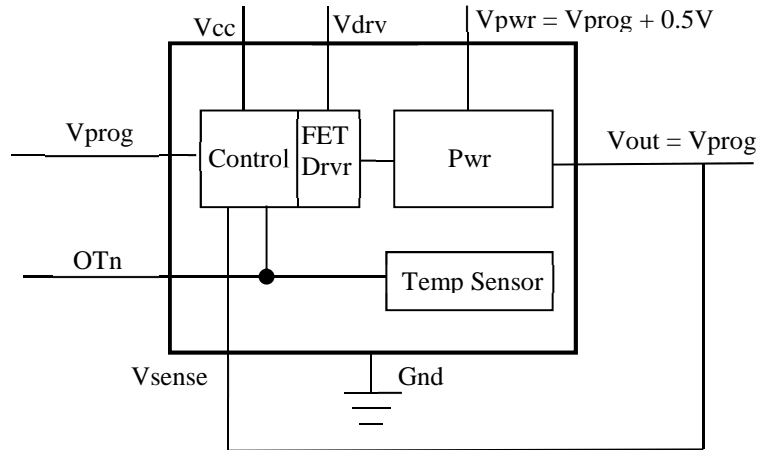 Vcc
Vdrv
Vpwr = Vprog + 0.5V
Vprog
Control
FET
Drvr
Pwr
Vout = Vprog
OTn
Temp Sensor
Vsense
Gnd